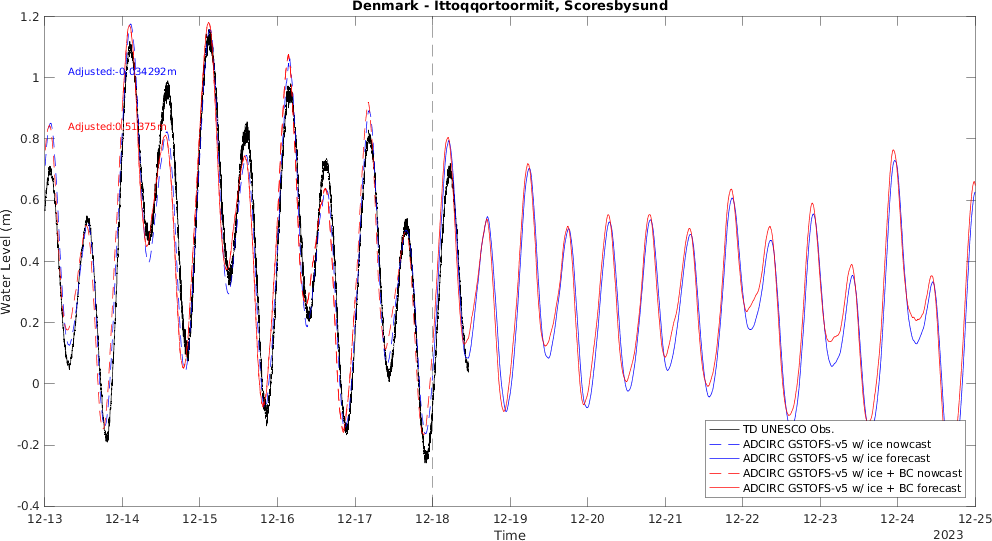 Denmark - Ittoqqortoormiit, Scoresbysund
1.2
1
0.8
0.6
0.4
0.2
0
-0.2
-0.4
Water Level (m)
Adjusted:-0.034292m
Adjusted:0.51375m
TD UNESCO Obs.
ADCIRC GSTOFS-v5 w/ ice nowcast
ADCIRC GSTOFS-v5 w/ ice forecast
ADCIRC GSTOFS-v5 w/ ice + BC nowcast
ADCIRC GSTOFS-v5 w/ ice + BC forecast
12-13 12-14 12-15 12-16 12-17 12-18 12-19 12-20 12-21 12-22 12-23 12-24 12-25
Time
2023